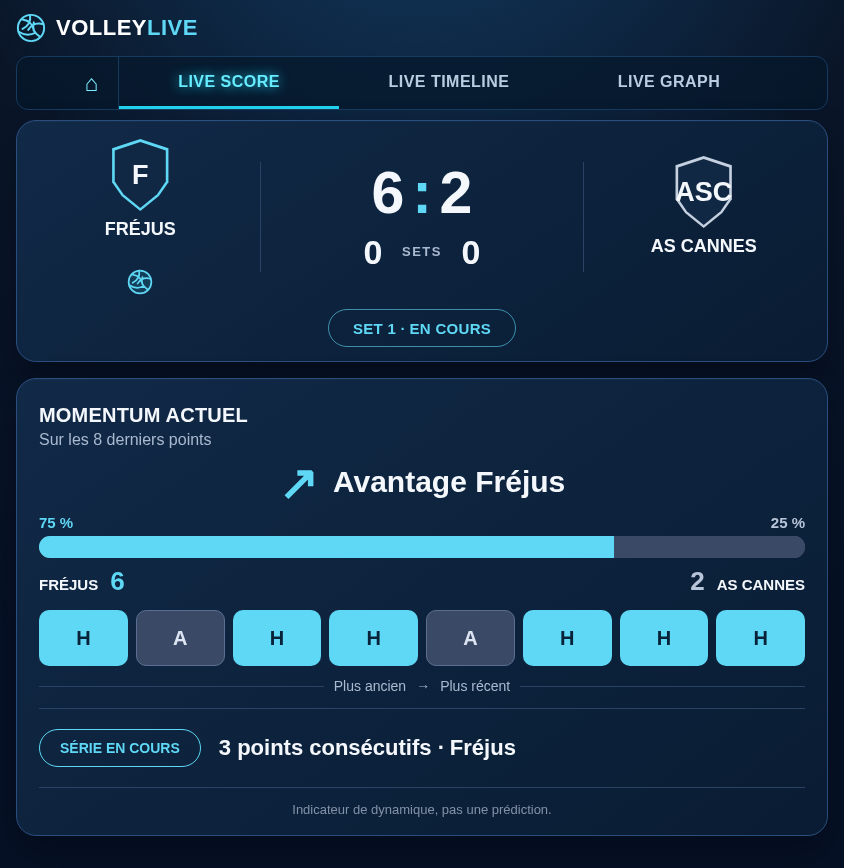 VOLLEYLIVE
LIVE SCORE LIVE TIMELINE LIVE GRAPH
F
FRÉJUS
6:2
0 SETS 0
ASC
AS CANNES
SET 1 · EN COURS
MOMENTUM ACTUEL
Sur les 8 derniers points
↗ Avantage Fréjus
75 % 25 %
FRÉJUS 6 2 AS CANNES
H A H H A H H H
Plus ancien → Plus récent
SÉRIE EN COURS 3 points consécutifs · Fréjus
Indicateur de dynamique, pas une prédiction.